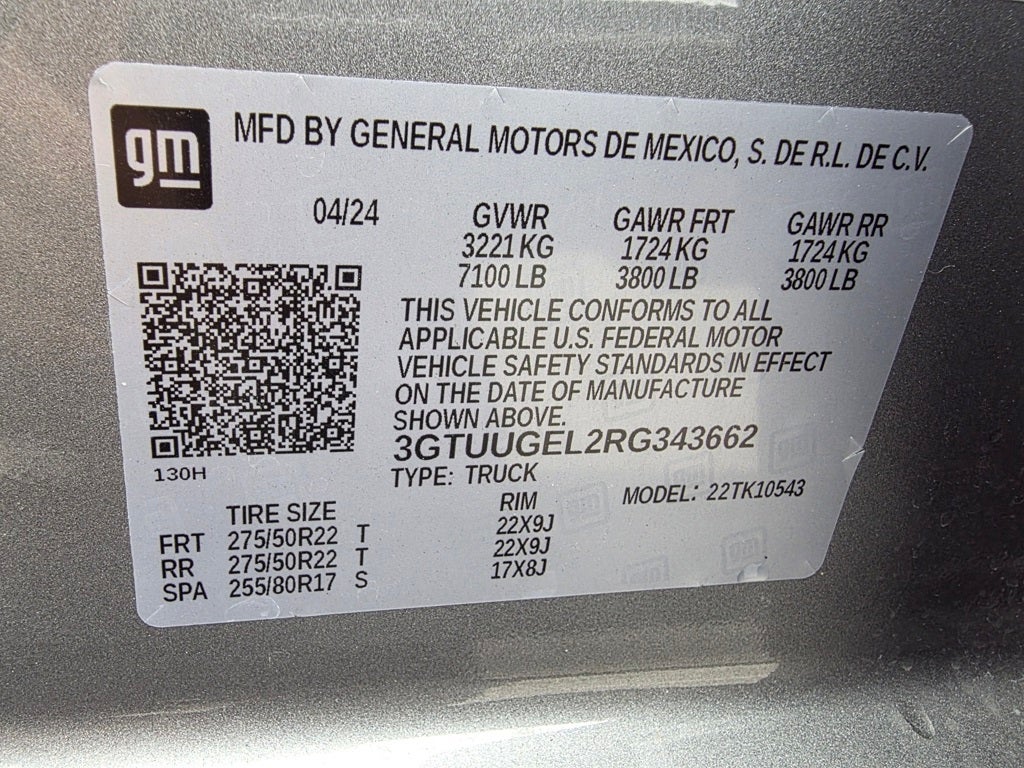 gm
MFD BY GENERAL MOTORS DE MEXICO, S. DE R.L. DE C.V.
04/24 GVWR GAWR FRT GAWR RR
3221 KG 1724 KG 1724 KG
7100 LB 3800 LB 3800 LB
THIS VEHICLE CONFORMS TO ALL
APPLICABLE U.S. FEDERAL MOTOR
VEHICLE SAFETY STANDARDS IN EFFECT
ON THE DATE OF MANUFACTURE
SHOWN ABOVE.
3GTUUGEL2RG343662
130H
TYPE: TRUCK
MODEL: 22TK10543
TIRE SIZE RIM
FRT 275/50R22 T 22X9J
RR 275/50R22 T 22X9J
SPA 255/80R17 S 17X8J
gm
gm
gm